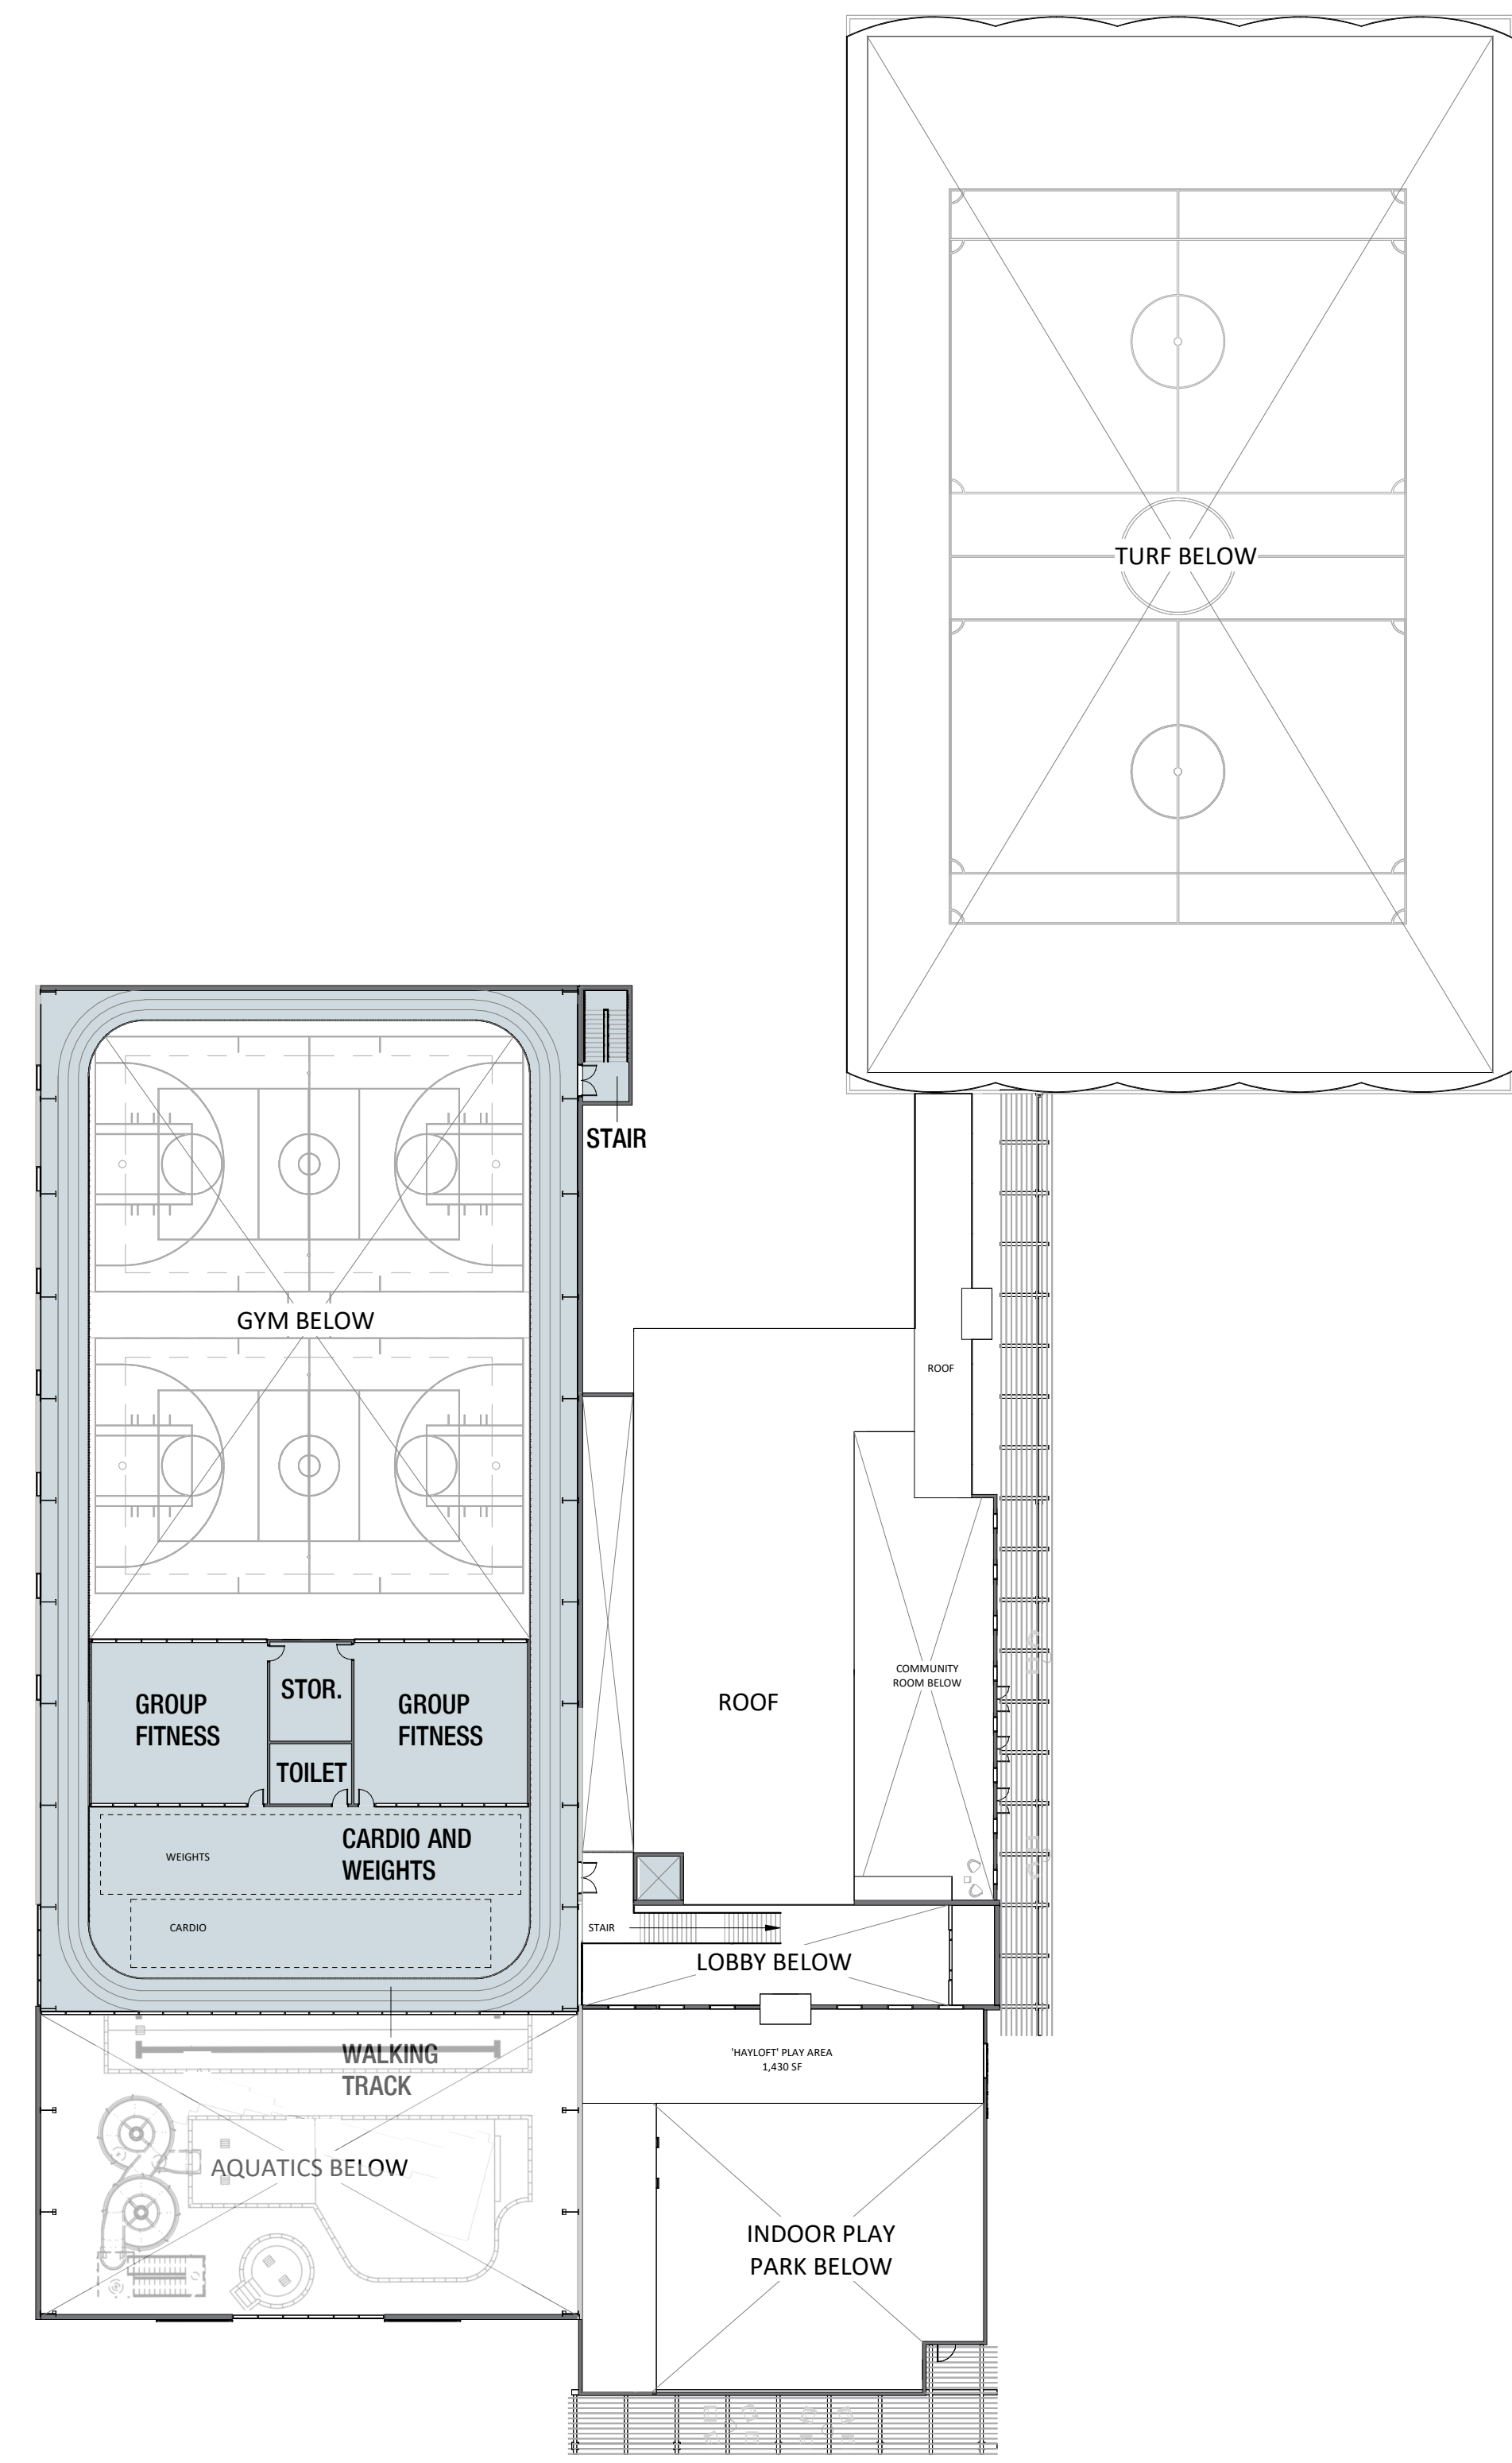 TURF BELOW
STAIR
GYM BELOW
ROOF
COMMUNITY
ROOM BELOW
STOR.
GROUP
FITNESS
GROUP
FITNESS
ROOF
TOILET
CARDIO AND
WEIGHTS
WEIGHTS
CARDIO
STAIR
LOBBY BELOW
WALKING
TRACK
'HAYLOFT' PLAY AREA
1,430 SF
AQUATICS BELOW
INDOOR PLAY
PARK BELOW